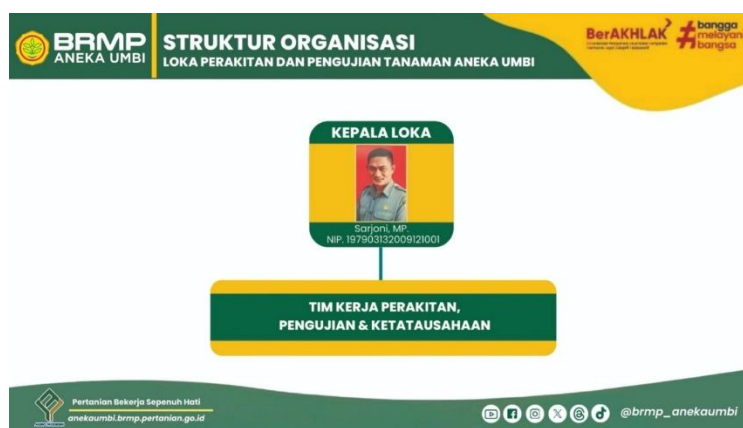 BRMP
ANEKA UMBI
STRUKTUR ORGANISASI
LOKA PERAKITAN DAN PENGUJIAN TANAMAN ANEKA UMBI
BerAKHLAK
#bangga
melayani
bangsa
KEPALA LOKA
Sarjoni, MP.
NIP. 197903132009121001
TIM KERJA PERAKITAN,
PENGUJIAN & KETATAUSAHAAN
Pertanian Bekerja Sepenuh Hati
anekaumbi.brmp.pertanian.go.id
@brmp_anekaumbi